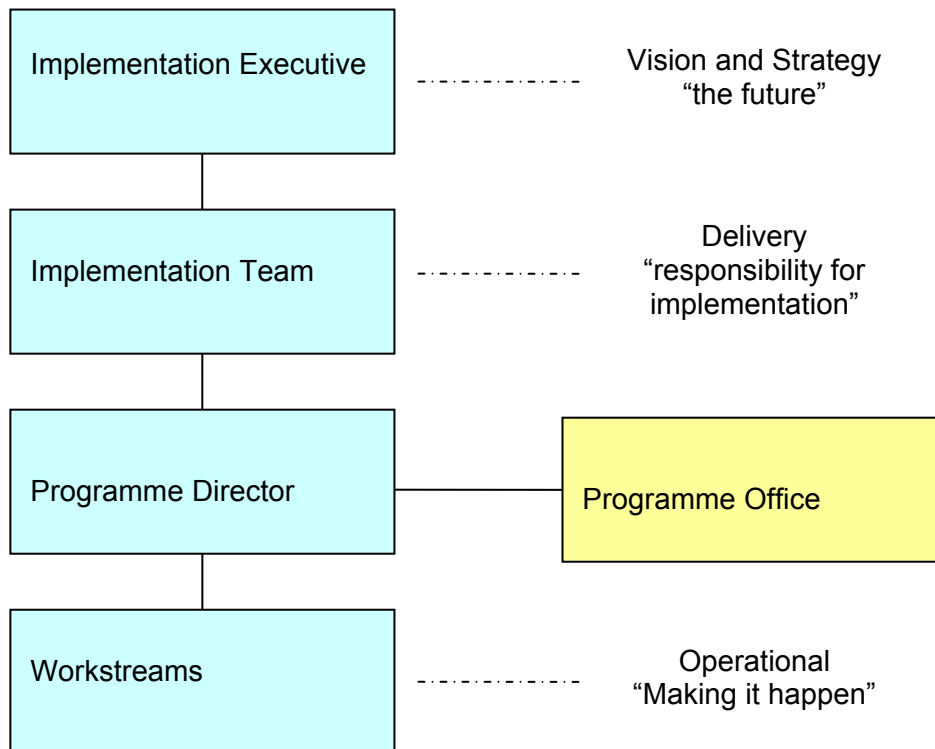 Implementation Executive
Vision and Strategy
“the future”
Implementation Team
Delivery
“responsibility for
implementation”
Programme Director
Programme Office
Workstreams
Operational
“Making it happen”